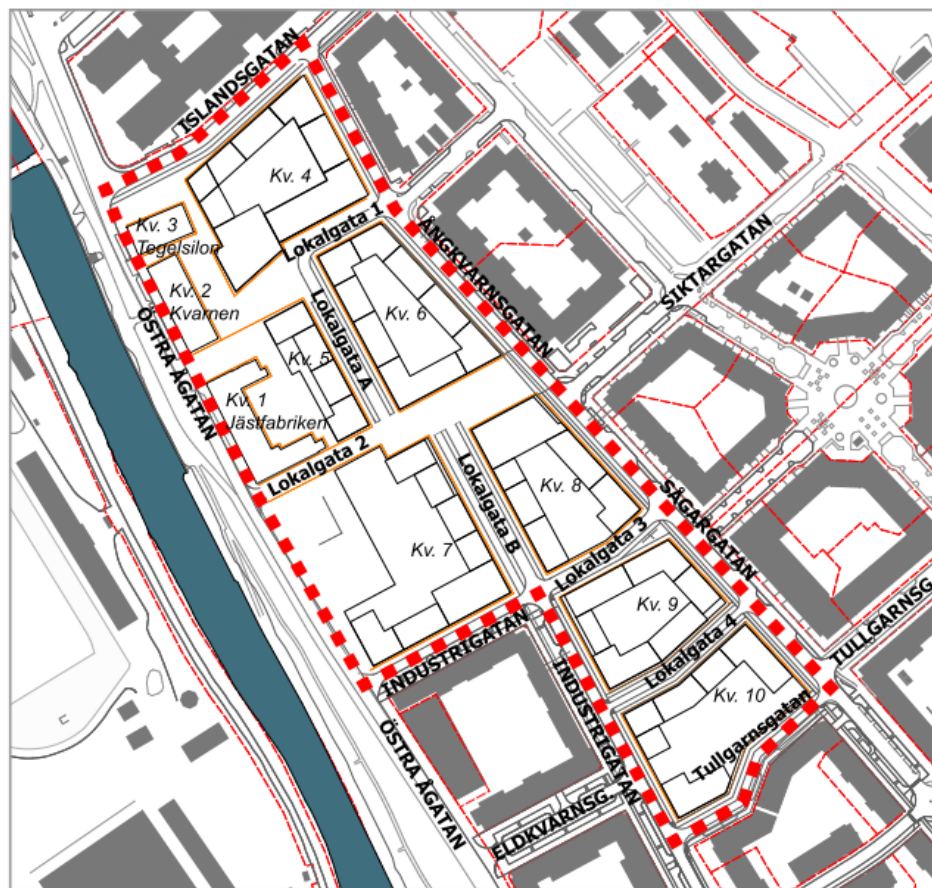 ISLANDSGATAN
Kv. 4
Kv. 3
Tegelsilon
Lokalgata 1
ÅNGKVARNSGATAN
SIKTARGATAN
Kv. 2
Kvarnen
ÖSTRA ÅGATAN
Lokalgata A
Kv. 6
Kv. 5
Kv. 1
Jästfabriken
Lokalgata 2
Lokalgata B
Kv. 8
SÅGARGATAN
Kv. 7
Lokalgata 3
Kv. 9
TULLGARNSG.
INDUSTRIGATAN
Lokalgata 4
Kv. 10
INDUSTRIGATAN
Tullgarnsgatan
ÖSTRA ÅGATAN
ELDKVARNSG.